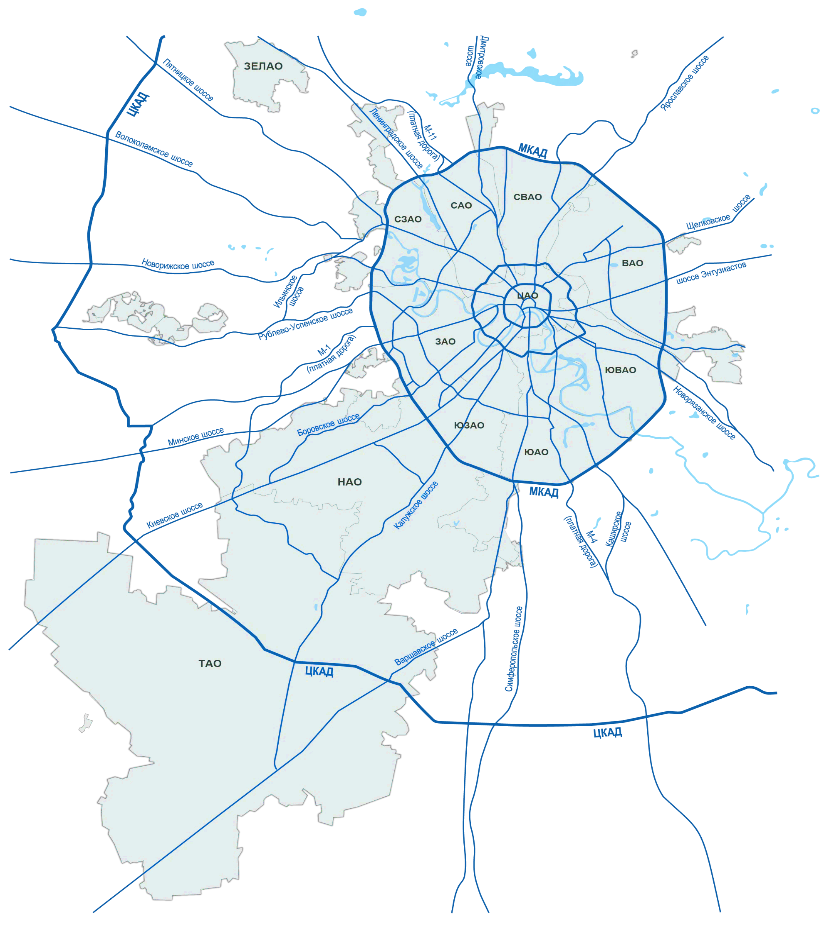 Дмитровское
шоссе
ЗЕЛАО
Пятницкое шоссе
Ярославское шоссе
ЦКАД
Ленинградское шоссе
М-11
(платная дорога)
Волоколамское шоссе
МКАД
СВАО
САО
СЗАО
Щелковское шоссе
Новорижское шоссе
ВАО
шоссе Энтузиастов
Ильинское
шоссе
ЦАО
Рублево-Успенское шоссе
ЗАО
М-1
(платная дорога)
ЮВАО
Новорязанское шоссе
Боровское шоссе
ЮЗАО
Минское шоссе
ЮАО
НАО
МКАД
Калужское шоссе
Киевское шоссе
М-4
(платная дорога)
Каширское
шоссе
Варшавское шоссе
Симферопольское шоссе
ТАО
ЦКАД
ЦКАД